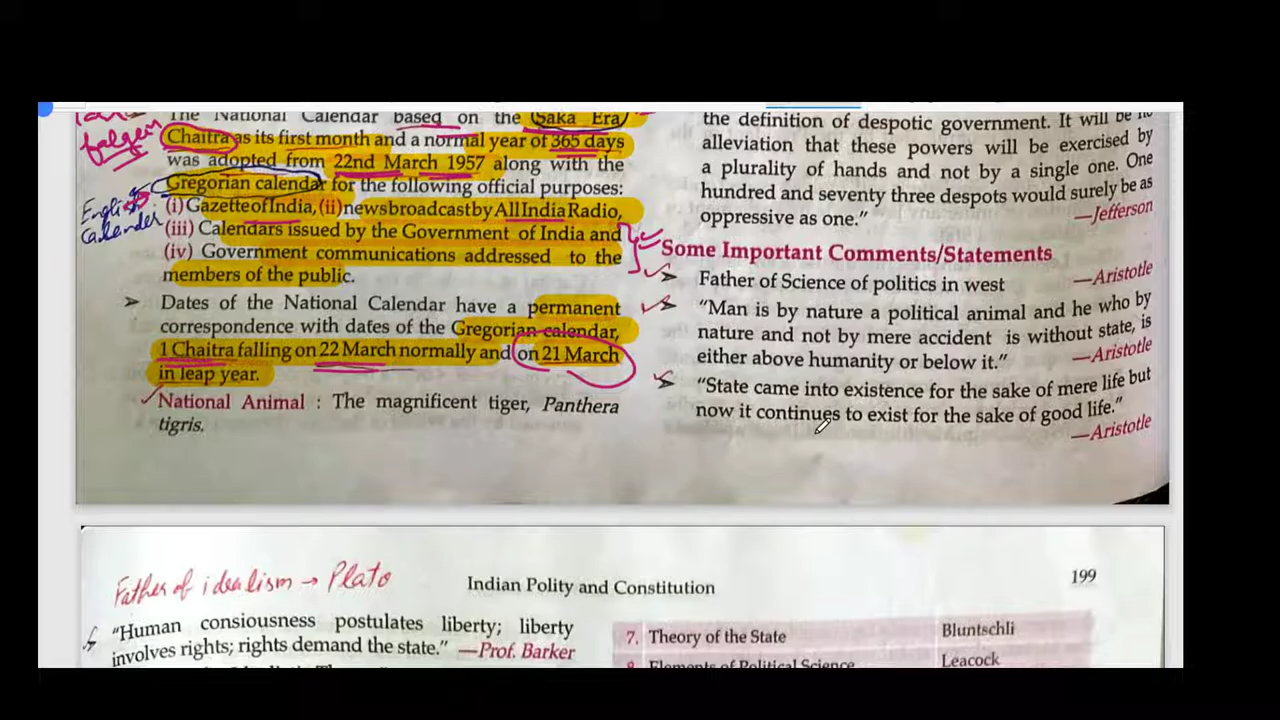 The National Calendar based on the Saka Era
Chaitra as its first month and a normal year of 365 days
was adopted from 22nd March 1957 along with the
Gregorian calendar for the following official purposes:
(i) Gazette of India, (ii) news broadcast by All India Radio,
(iii) Calendars issued by the Government of India and
(iv) Government communications addressed to the
members of the public.
➤ Dates of the National Calendar have a permanent
correspondence with dates of the Gregorian calendar,
1 Chaitra falling on 22 March normally and on 21 March
in leap year.
National Animal : The magnificent tiger, Panthera
tigris.
falgun
English
Calender
the definition of despotic government. It will be no
alleviation that these powers will be exercised by
a plurality of hands and not by a single one. One
hundred and seventy three despots would surely be as
oppressive as one.”
—Jefferson
Some Important Comments/Statements
➤ Father of Science of politics in west
—Aristotle
➤ “Man is by nature a political animal and he who by
nature and not by mere accident is without state, is
either above humanity or below it.”
—Aristotle
➤ “State came into existence for the sake of mere life but
now it continues to exist for the sake of good life.”
—Aristotle
Father of idealism → Plato
Indian Polity and Constitution
199
“Human consiousness postulates liberty; liberty
involves rights; rights demand the state.” —Prof. Barker
7. Theory of the State Bluntschli
8. Elements of Political Science Leacock